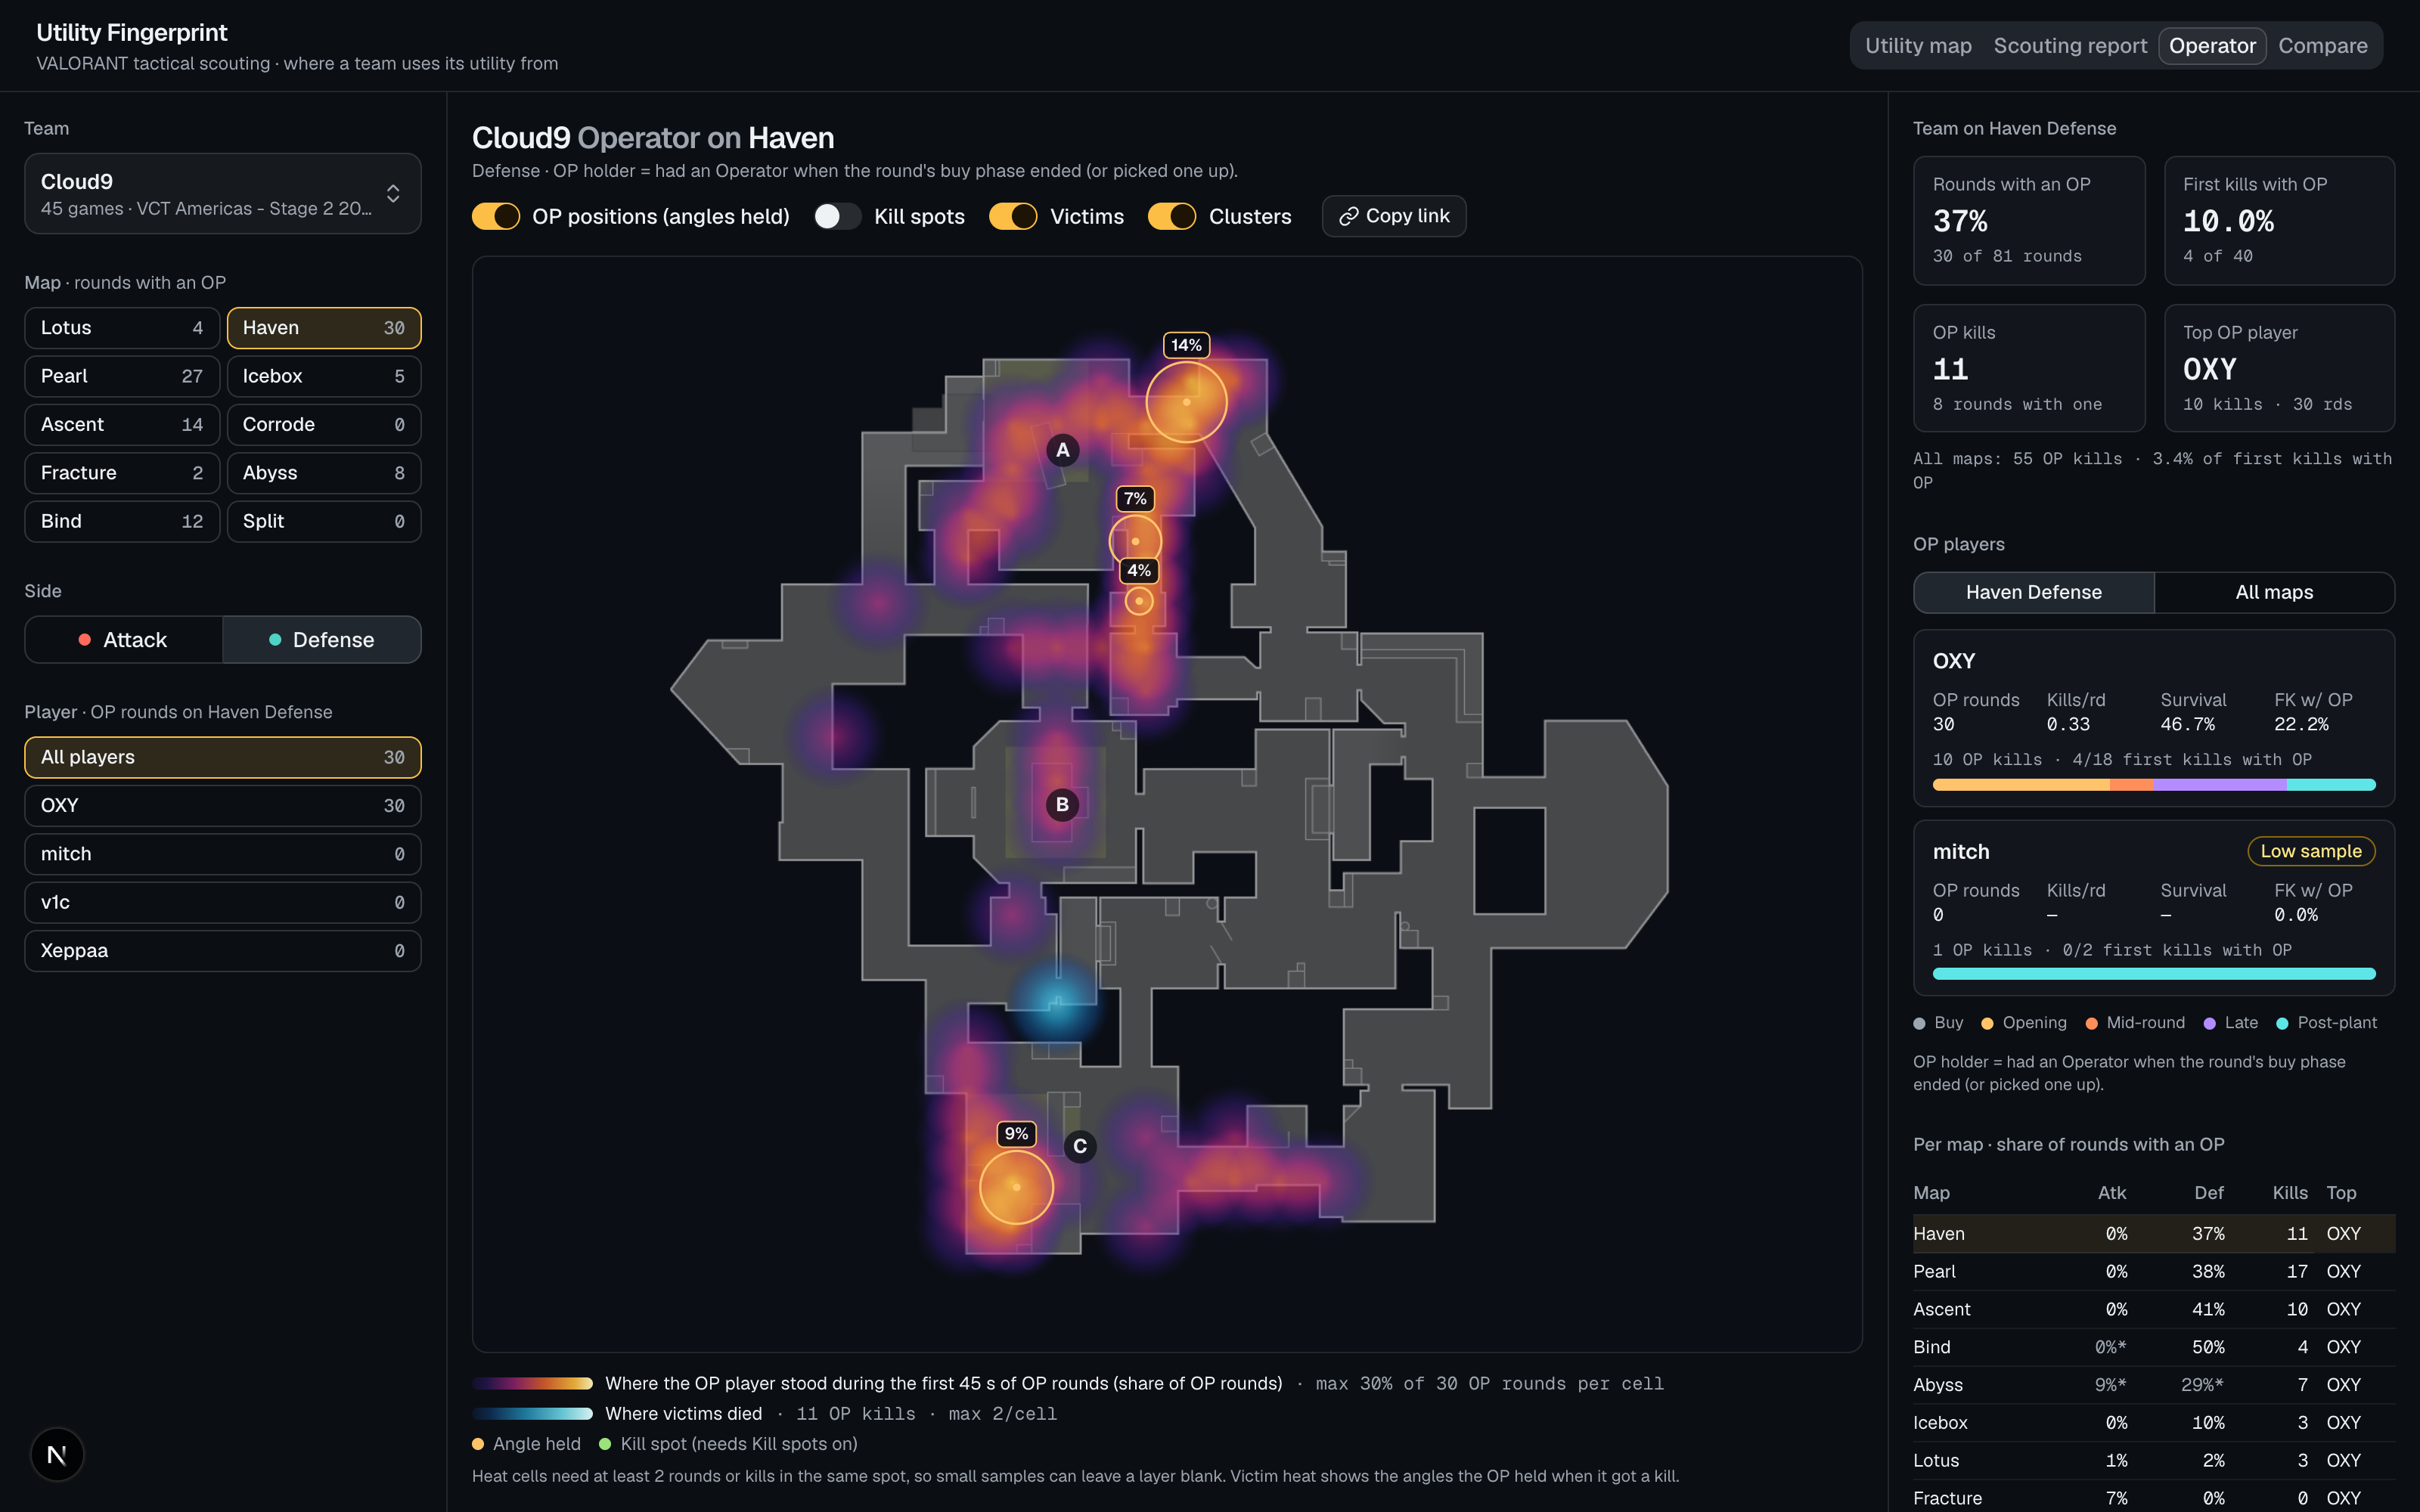 Utility Fingerprint
VALORANT tactical scouting · where a team uses its utility from
Utility map
Scouting report
Operator
Compare
Team
Cloud9
45 games · VCT Americas - Stage 2 20...
Map · rounds with an OP
Lotus 4
Haven 30
Pearl 27
Icebox 5
Ascent 14
Corrode 0
Fracture 2
Abyss 8
Bind 12
Split 0
Side
Attack
Defense
Player · OP rounds on Haven Defense
All players 30
OXY 30
mitch 0
v1c 0
Xeppaa 0
N
Cloud9 Operator on Haven
Defense · OP holder = had an Operator when the round's buy phase ended (or picked one up).
OP positions (angles held)
Kill spots
Victims
Clusters
Copy link
14%
A
7%
4%
B
9%
C
Where the OP player stood during the first 45 s of OP rounds (share of OP rounds) · max 30% of 30 OP rounds per cell
Where victims died · 11 OP kills · max 2/cell
Angle held
Kill spot (needs Kill spots on)
Heat cells need at least 2 rounds or kills in the same spot, so small samples can leave a layer blank. Victim heat shows the angles the OP held when it got a kill.
Team on Haven Defense
Rounds with an OP
37%
30 of 81 rounds
First kills with OP
10.0%
4 of 40
OP kills
11
8 rounds with one
Top OP player
OXY
10 kills · 30 rds
All maps: 55 OP kills · 3.4% of first kills with
OP
OP players
Haven Defense
All maps
OXY
OP rounds Kills/rd Survival FK w/ OP
30 0.33 46.7% 22.2%
10 OP kills · 4/18 first kills with OP
mitch
Low sample
OP rounds Kills/rd Survival FK w/ OP
0 – – 0.0%
1 OP kills · 0/2 first kills with OP
Buy Opening Mid-round Late Post-plant
OP holder = had an Operator when the round's buy phase
ended (or picked one up).
Per map · share of rounds with an OP
Map Atk Def Kills Top
Haven 0% 37% 11 OXY
Pearl 0% 38% 17 OXY
Ascent 0% 41% 10 OXY
Bind 0%* 50% 4 OXY
Abyss 9%* 29%* 7 OXY
Icebox 0% 10% 3 OXY
Lotus 1% 2% 3 OXY
Fracture 7% 0% 0 OXY